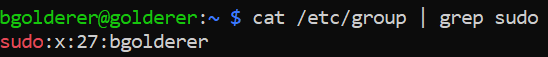 bgolderer@golderer:~ $ cat /etc/group | grep sudo
sudo:x:27:bgolderer